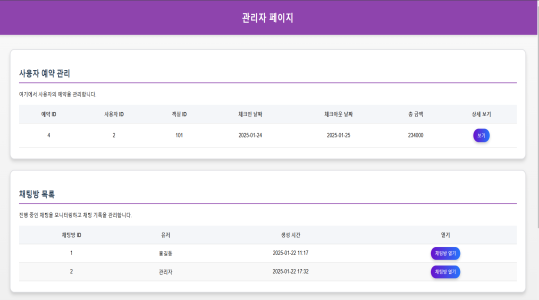 관리자 페이지
사용자 예약 관리
여기에서 사용자의 예약을 관리합니다
예약 ID 사용자 ID 객실 ID 체크인 날짜 체크아웃 날짜 총 금액 상세 보기
4 2 101 2025-01-24 2025-01-25 234000 보기
채팅방 목록
진행 중인 채팅을 모니터링하고 채팅 기록을 관리합니다
채팅방 ID 유저 생성 시간 열기
1 홍길동 2025-01-22 11:17 채팅방 열기
2 관리자 2025-01-22 17:32 채팅방 열기